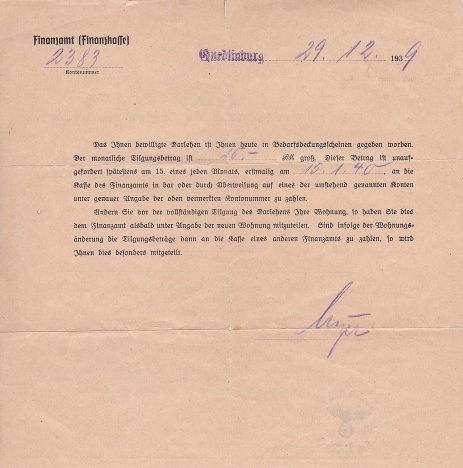 Finanzamt (Finanzkasse)
2383
Kontonummer
Quedlinburg 29. 12. 1939
Das Ihnen bewilligte Darlehen ist Ihnen heute in Bedarfsdeckungsscheinen gegeben worden.
Der monatliche Tilgungsbetrag ist 26.- RM groß. Dieser Betrag ist unauf-
gefordert spätestens am 15. eines jeden Monats, erstmalig am 15.1.40, an die
Kasse des Finanzamts in bar oder durch Überweisung auf eines der umstehend genannten Konten
unter genauer Angabe der oben vermerkten Kontonummer zu zahlen.
Ändern Sie vor der vollständigen Tilgung des Darlehens Ihre Wohnung, so haben Sie dies
dem Finanzamt alsbald unter Angabe der neuen Wohnung mitzuteilen. Sind infolge der Wohnungs-
änderung die Tilgungsbeträge dann an die Kasse eines anderen Finanzamts zu zahlen, so wird
Ihnen dies besonders mitgeteilt.